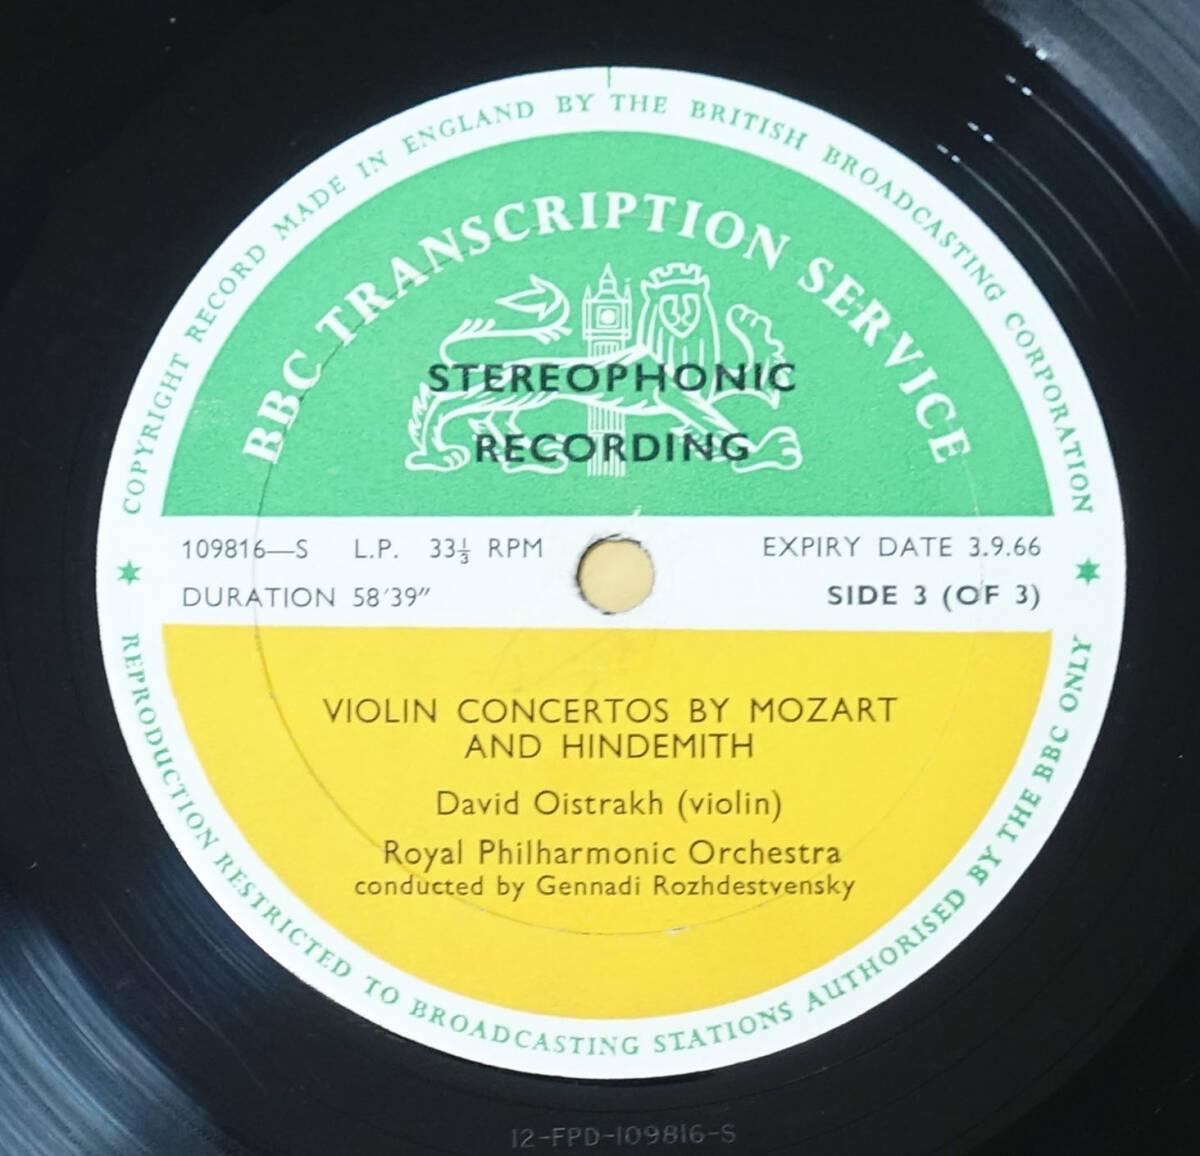 COPYRIGHT RECORD MADE IN ENGLAND BY THE BRITISH BROADCASTING CORPORATION
BBC TRANSCRIPTION SERVICE
STEREOPHONIC
RECORDING
109816—S L.P. 33⅓ RPM EXPIRY DATE 3.9.66
DURATION 58′39″ SIDE 3 (OF 3)
VIOLIN CONCERTOS BY MOZART
AND HINDEMITH
David Oistrakh (violin)
Royal Philharmonic Orchestra
conducted by Gennadi Rozhdestvensky
REPRODUCTION RESTRICTED TO BROADCASTING STATIONS AUTHORISED BY THE BBC ONLY
12-FPD-109816-S